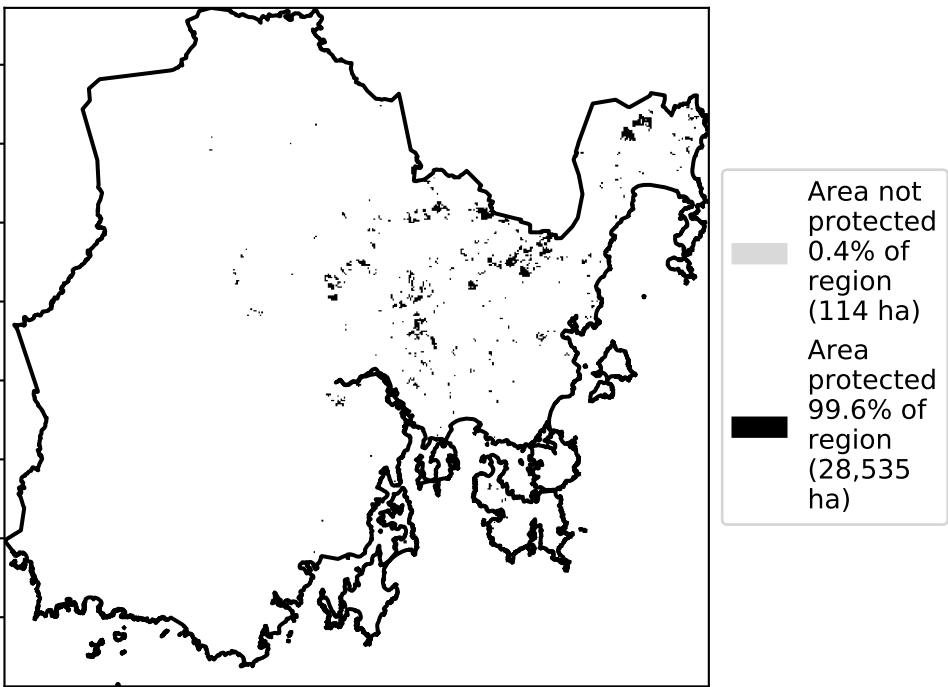 Area not
protected
0.4% of
region
(114 ha)
Area
protected
99.6% of
region
(28,535
ha)